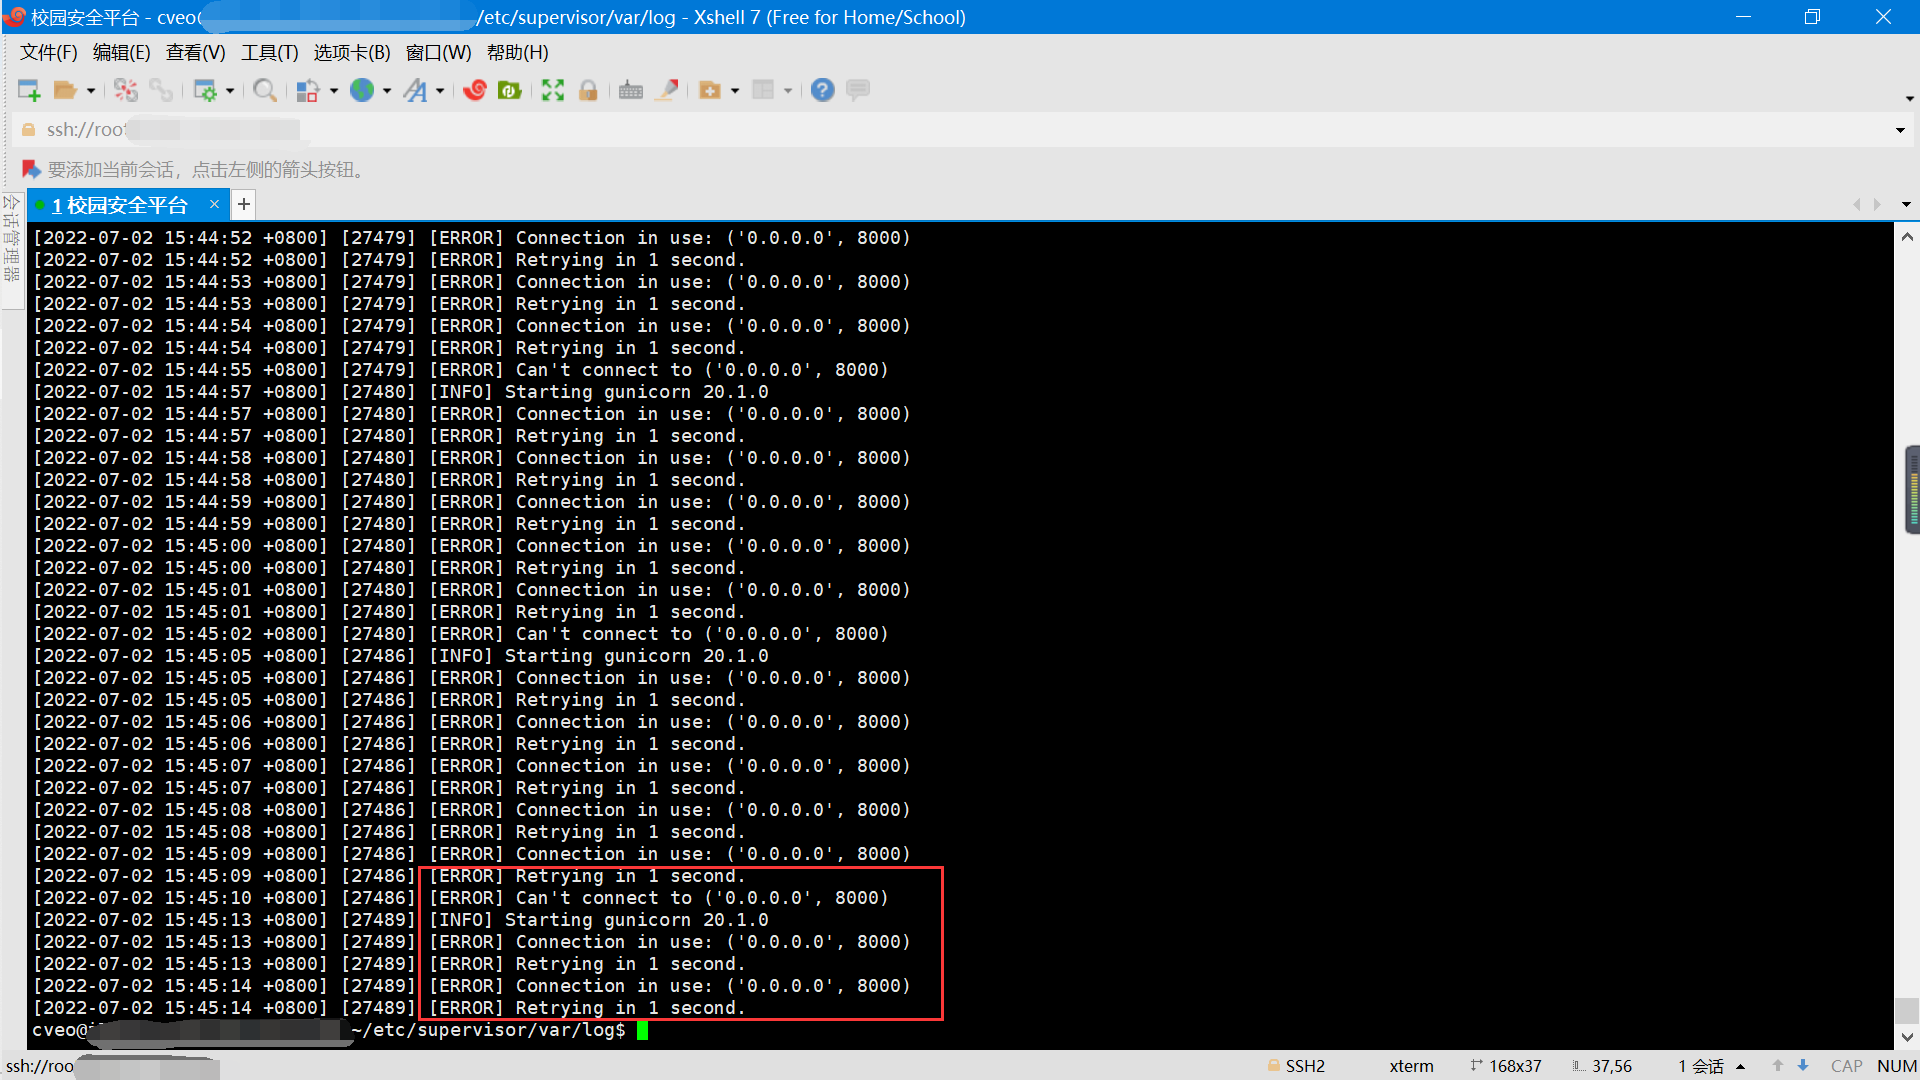 校园安全平台 - cveo@ /etc/supervisor/var/log - Xshell 7 (Free for Home/School)
文件(F) 编辑(E) 查看(V) 工具(T) 选项卡(B) 窗口(W) 帮助(H)
ssh://root
要添加当前会话，点击左侧的箭头按钮。
会话管理器
1 校园安全平台 × +
[2022-07-02 15:44:52 +0800] [27479] [ERROR] Connection in use: ('0.0.0.0', 8000)
[2022-07-02 15:44:52 +0800] [27479] [ERROR] Retrying in 1 second.
[2022-07-02 15:44:53 +0800] [27479] [ERROR] Connection in use: ('0.0.0.0', 8000)
[2022-07-02 15:44:53 +0800] [27479] [ERROR] Retrying in 1 second.
[2022-07-02 15:44:54 +0800] [27479] [ERROR] Connection in use: ('0.0.0.0', 8000)
[2022-07-02 15:44:54 +0800] [27479] [ERROR] Retrying in 1 second.
[2022-07-02 15:44:55 +0800] [27479] [ERROR] Can't connect to ('0.0.0.0', 8000)
[2022-07-02 15:44:57 +0800] [27480] [INFO] Starting gunicorn 20.1.0
[2022-07-02 15:44:57 +0800] [27480] [ERROR] Connection in use: ('0.0.0.0', 8000)
[2022-07-02 15:44:57 +0800] [27480] [ERROR] Retrying in 1 second.
[2022-07-02 15:44:58 +0800] [27480] [ERROR] Connection in use: ('0.0.0.0', 8000)
[2022-07-02 15:44:58 +0800] [27480] [ERROR] Retrying in 1 second.
[2022-07-02 15:44:59 +0800] [27480] [ERROR] Connection in use: ('0.0.0.0', 8000)
[2022-07-02 15:44:59 +0800] [27480] [ERROR] Retrying in 1 second.
[2022-07-02 15:45:00 +0800] [27480] [ERROR] Connection in use: ('0.0.0.0', 8000)
[2022-07-02 15:45:00 +0800] [27480] [ERROR] Retrying in 1 second.
[2022-07-02 15:45:01 +0800] [27480] [ERROR] Connection in use: ('0.0.0.0', 8000)
[2022-07-02 15:45:01 +0800] [27480] [ERROR] Retrying in 1 second.
[2022-07-02 15:45:02 +0800] [27480] [ERROR] Can't connect to ('0.0.0.0', 8000)
[2022-07-02 15:45:05 +0800] [27486] [INFO] Starting gunicorn 20.1.0
[2022-07-02 15:45:05 +0800] [27486] [ERROR] Connection in use: ('0.0.0.0', 8000)
[2022-07-02 15:45:05 +0800] [27486] [ERROR] Retrying in 1 second.
[2022-07-02 15:45:06 +0800] [27486] [ERROR] Connection in use: ('0.0.0.0', 8000)
[2022-07-02 15:45:06 +0800] [27486] [ERROR] Retrying in 1 second.
[2022-07-02 15:45:07 +0800] [27486] [ERROR] Connection in use: ('0.0.0.0', 8000)
[2022-07-02 15:45:07 +0800] [27486] [ERROR] Retrying in 1 second.
[2022-07-02 15:45:08 +0800] [27486] [ERROR] Connection in use: ('0.0.0.0', 8000)
[2022-07-02 15:45:08 +0800] [27486] [ERROR] Retrying in 1 second.
[2022-07-02 15:45:09 +0800] [27486] [ERROR] Connection in use: ('0.0.0.0', 8000)
[2022-07-02 15:45:09 +0800] [27486] [ERROR] Retrying in 1 second.
[2022-07-02 15:45:10 +0800] [27486] [ERROR] Can't connect to ('0.0.0.0', 8000)
[2022-07-02 15:45:13 +0800] [27489] [INFO] Starting gunicorn 20.1.0
[2022-07-02 15:45:13 +0800] [27489] [ERROR] Connection in use: ('0.0.0.0', 8000)
[2022-07-02 15:45:13 +0800] [27489] [ERROR] Retrying in 1 second.
[2022-07-02 15:45:14 +0800] [27489] [ERROR] Connection in use: ('0.0.0.0', 8000)
[2022-07-02 15:45:14 +0800] [27489] [ERROR] Retrying in 1 second.
cveo@ ~/etc/supervisor/var/log$
ssh://roo SSH2 xterm 168x37 37,56 1 会话 CAP NUM